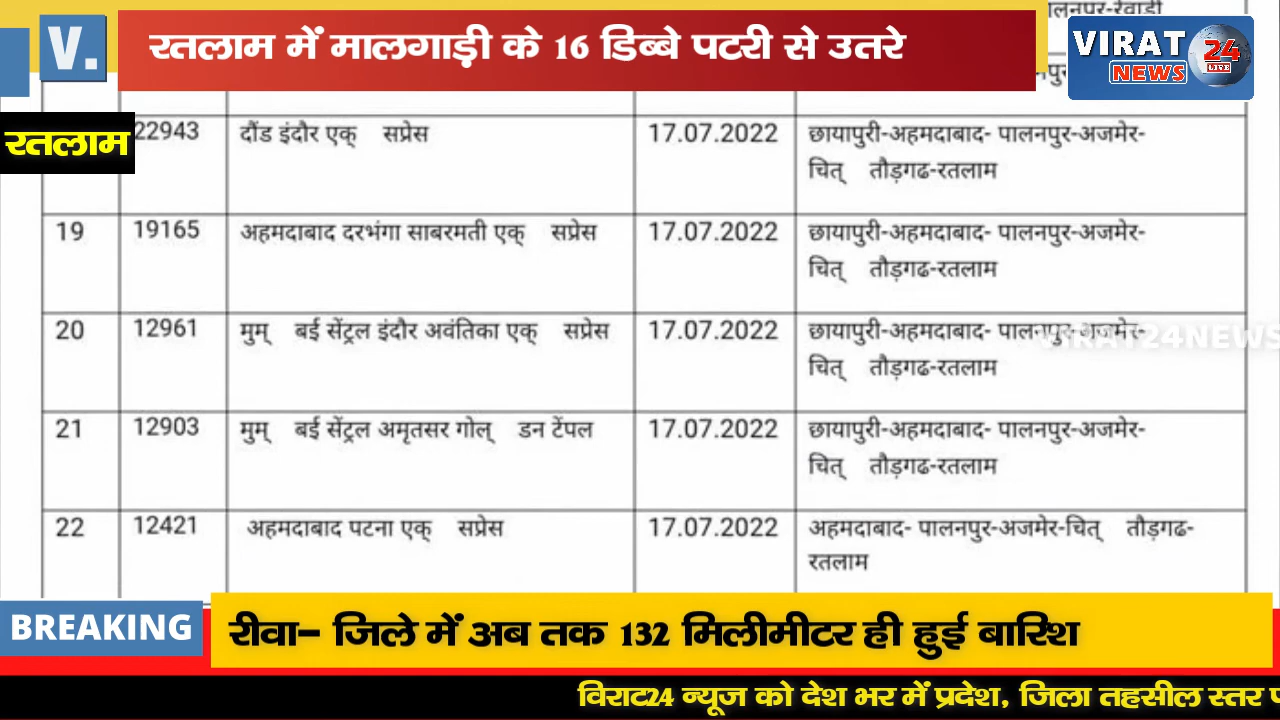 V.
रतलाम में मालगाड़ी के 16 डिब्बे पटरी से उतरे
VIRAT 24
NEWS LIVE
रतलाम
22943 दौंड इंदौर एक् सप्रेस 17.07.2022 छायापुरी-अहमदाबाद- पालनपुर-अजमेर-
चित् तौड़गढ-रतलाम
19 19165 अहमदाबाद दरभंगा साबरमती एक् सप्रेस 17.07.2022 छायापुरी-अहमदाबाद- पालनपुर-अजमेर-
चित् तौड़गढ-रतलाम
20 12961 मुम् बई सेंट्रल इंदौर अवंतिका एक् सप्रेस 17.07.2022 छायापुरी-अहमदाबाद- पालनपुर-अजमेर-
VIRAT24NEWS
चित् तौड़गढ-रतलाम
21 12903 मुम् बई सेंट्रल अमृतसर गोल् डन टेंपल 17.07.2022 छायापुरी-अहमदाबाद- पालनपुर-अजमेर-
चित् तौड़गढ-रतलाम
22 12421 अहमदाबाद पटना एक् सप्रेस 17.07.2022 अहमदाबाद- पालनपुर-अजमेर-चित् तौड़गढ-
रतलाम
BREAKING
रीवा– जिले में अब तक 132 मिलीमीटर ही हुई बारिश
विराट24 न्यूज को देश भर में प्रदेश, जिला तहसील स्तर